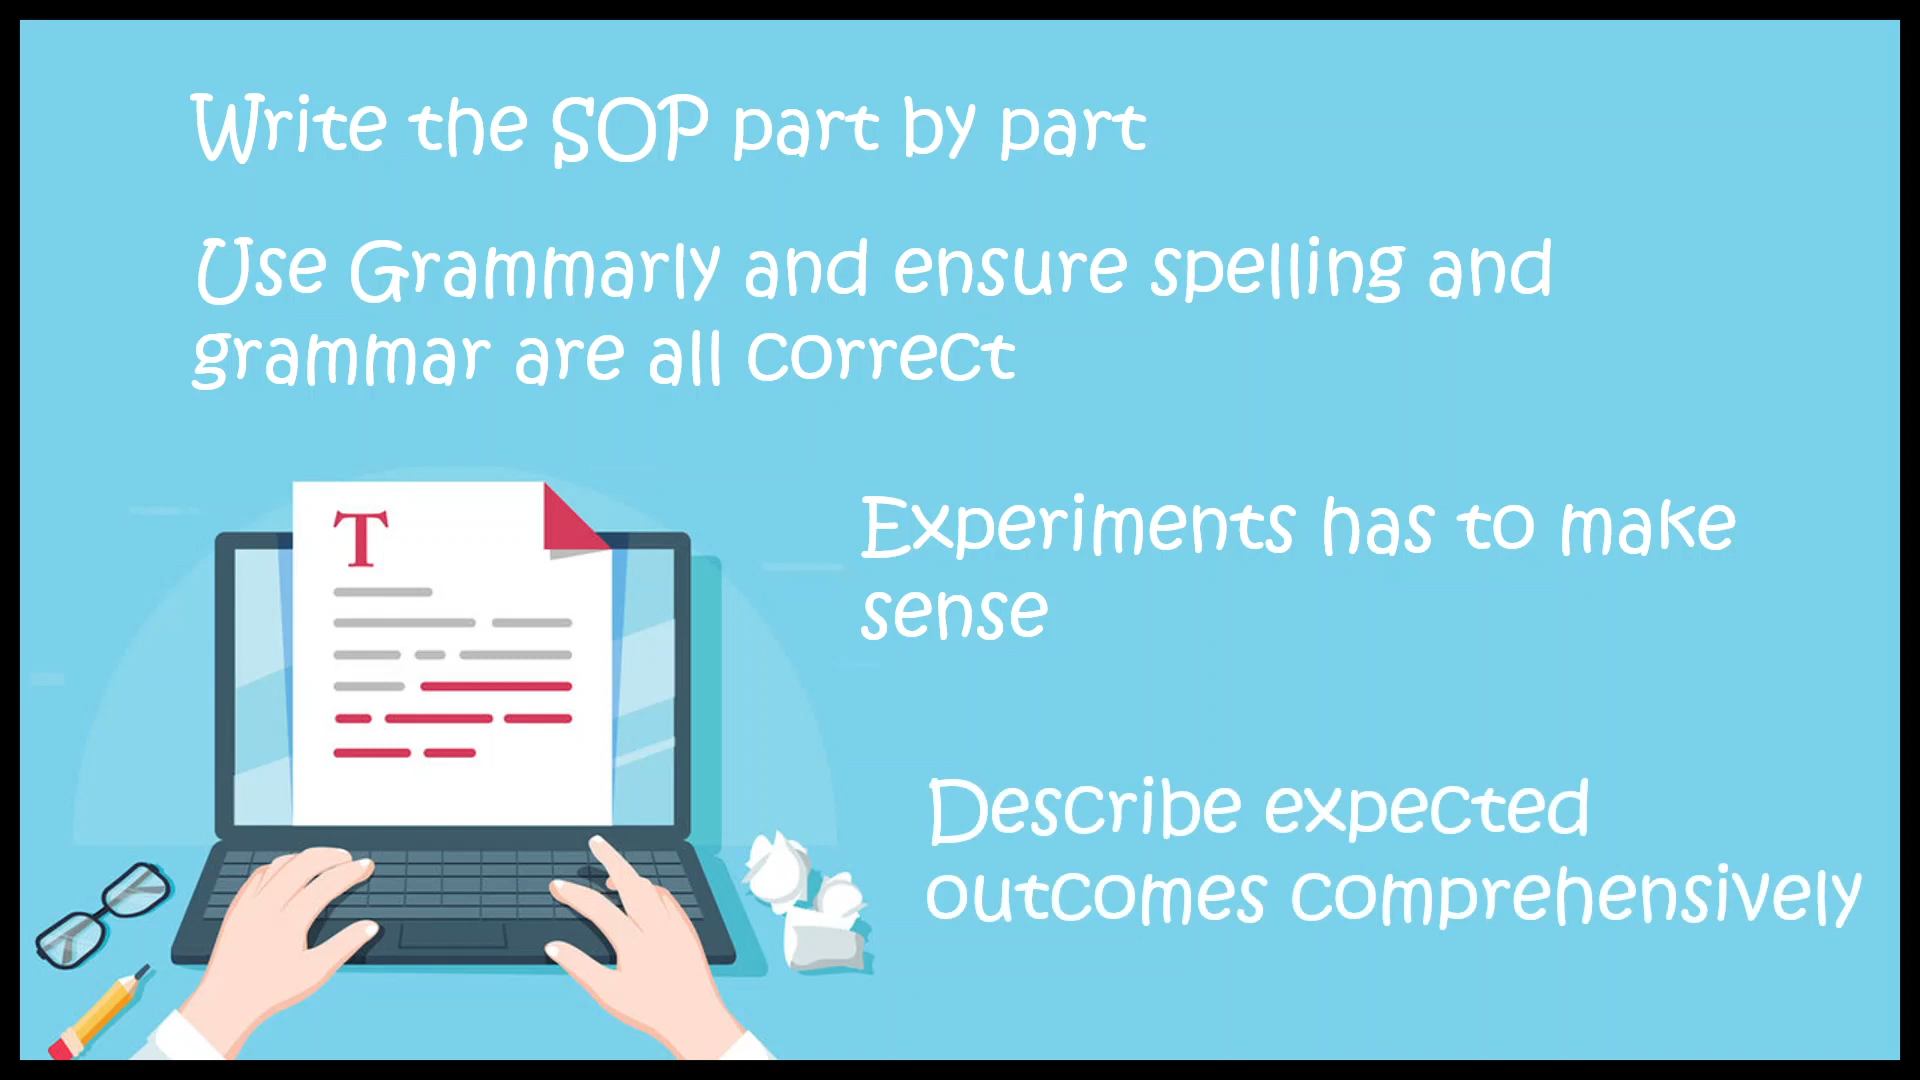 Write the SOP part by part
Use Grammarly and ensure spelling and
grammar are all correct
T
Experiments has to make
sense
Describe expected
outcomes comprehensively